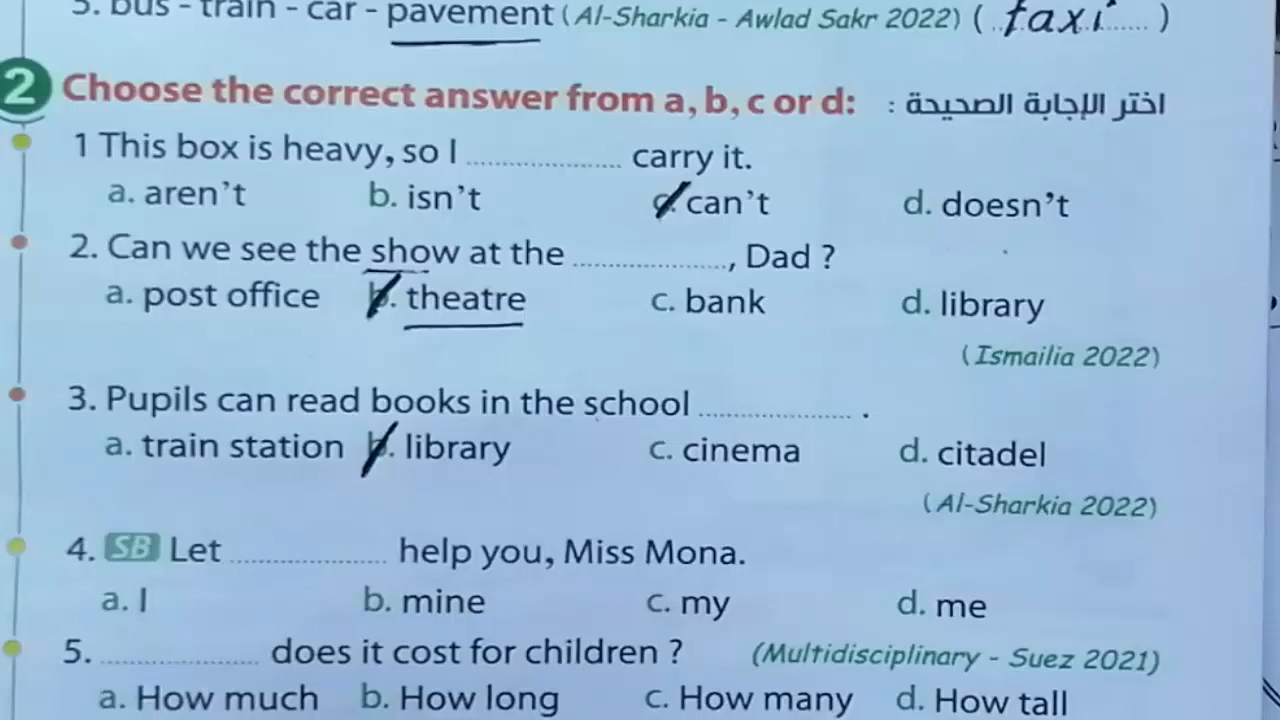 5. bus - train - car - pavement (Al-Sharkia - Awlad Sakr 2022) (..taxi......)
2 Choose the correct answer from a, b, c or d: اختر الإجابة الصحيحة :
1 This box is heavy, so I .................... carry it.
a. aren't b. isn't c. can't d. doesn't
2. Can we see the show at the ...................., Dad ?
a. post office b. theatre c. bank d. library
(Ismailia 2022)
3. Pupils can read books in the school .................... .
a. train station b. library c. cinema d. citadel
(Al-Sharkia 2022)
4. SB Let .................... help you, Miss Mona.
a. I b. mine c. my d. me
5. .................... does it cost for children ? (Multidisciplinary - Suez 2021)
a. How much b. How long c. How many d. How tall